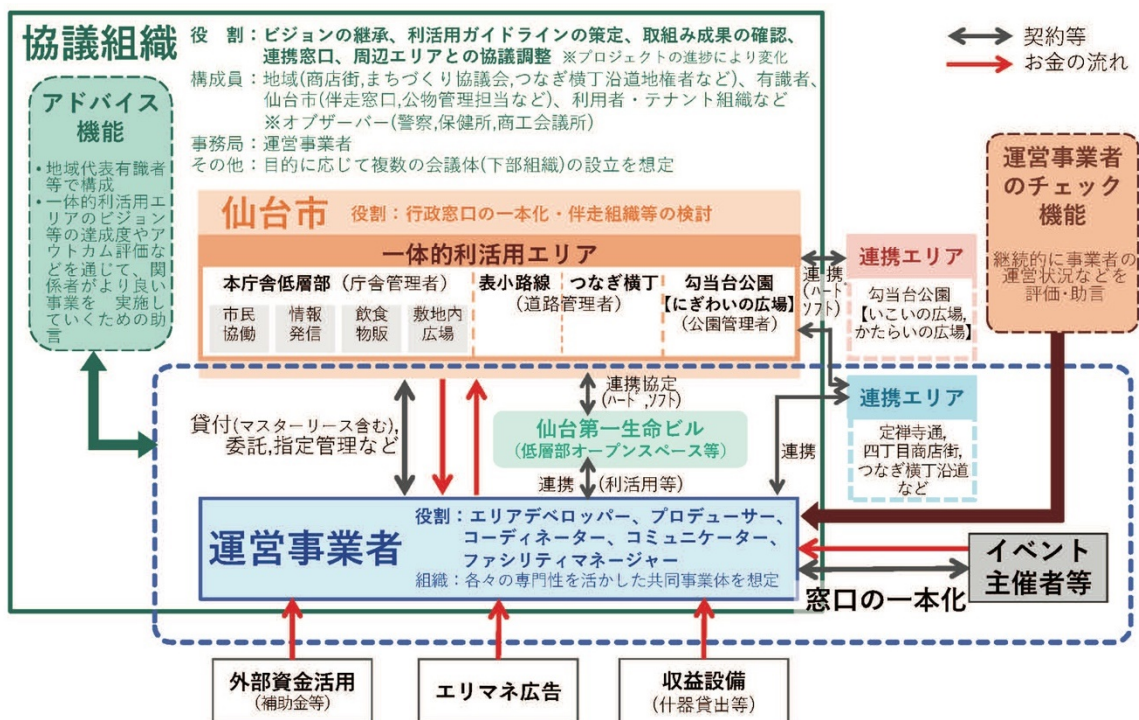 協議組織
役　割：ビジョンの継承、利活用ガイドラインの策定、取組み成果の確認、
連携窓口、周辺エリアとの協議調整 ※プロジェクトの進捗により変化
構成員：地域(商店街,まちづくり協議会,つなぎ横丁沿道地権者など)、有識者、
仙台市(伴走窓口,公物管理担当など)、利用者・テナント組織など
※オブザーバー(警察,保健所,商工会議所)
事務局：運営事業者
その他：目的に応じて複数の会議体(下部組織)の設立を想定
契約等
お金の流れ
アドバイス
機能
・地域代表有識者
等で構成
・一体的利活用エ
リアのビジョン
等の達成度やア
ウトカム評価な
どを通じて、関
係者がより良い
事業を　実施し
ていくための助
言
運営事業者
のチェック
機能
継続的に事業者の
運営状況などを
評価・助言
仙台市　役割：行政窓口の一本化・伴走組織等の検討
一体的利活用エリア
本庁舎低層部（庁舎管理者）
市民
協働
情報
発信
飲食
物販
敷地内
広場
表小路線　つなぎ横丁
（道路管理者）
勾当台公園
【にぎわいの広場】
（公園管理者）
連携
(ﾊｰﾄﾞ
ｿﾌﾄ)
連携エリア
勾当台公園
【いこいの広場,
かたらいの広場】
連携エリア
定禅寺通,
四丁目商店街,
つなぎ横丁沿道
など
貸付(マスターリース含む),
委託,指定管理など
連携協定
(ﾊｰﾄﾞ,ｿﾌﾄ)
仙台第一生命ビル
(低層部オープンスペース等)
連携　(利活用等)
連携
運営事業者
役割：エリアデベロッパー、プロデューサー、
コーディネーター、コミュニケーター、
ファシリティマネージャー
組織：各々の専門性を活かした共同事業体を想定
イベント
主催者等
窓口の一本化
外部資金活用
(補助金等)
エリマネ広告
収益設備
(什器貸出等)